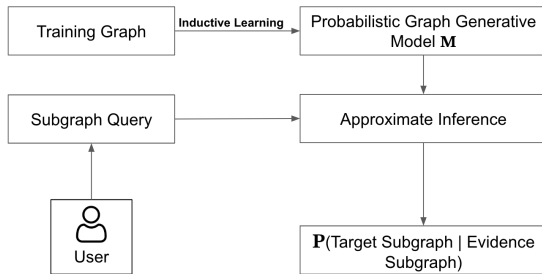 Training Graph
Inductive Learning
Probabilistic Graph Generative
Model M
Subgraph Query
Approximate Inference
User
P(Target Subgraph | Evidence
Subgraph)